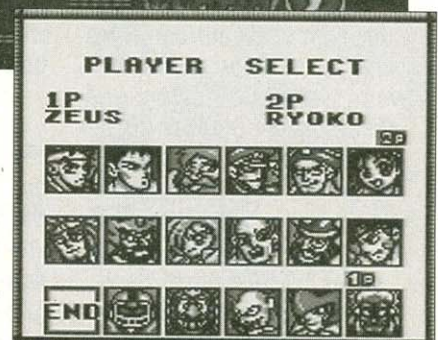 PLAYER SELECT
1P 2P
ZEUS RYOKO
2P
1P
END